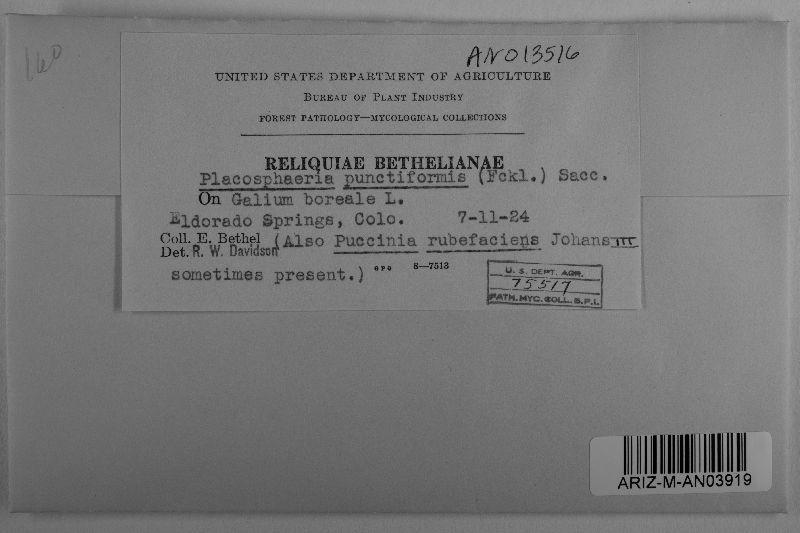 160
AN013516
UNITED STATES DEPARTMENT OF AGRICULTURE
BUREAU OF PLANT INDUSTRY
FOREST PATHOLOGY—MYCOLOGICAL COLLECTIONS
RELIQUIAE BETHELIANAE
Placosphaeria punctiformis (Fckl.) Sacc.
On Galium boreale L.
Eldorado Springs, Colo. 7-11-24
Coll. E. Bethel (Also Puccinia rubefaciens Johans III
Det. R. W. Davidson
sometimes present.) GPO 8—7513
U. S. DEPT. AGR.
75517
PATH. MYC. COLL. B. P. I.
ARIZ-M-AN03919